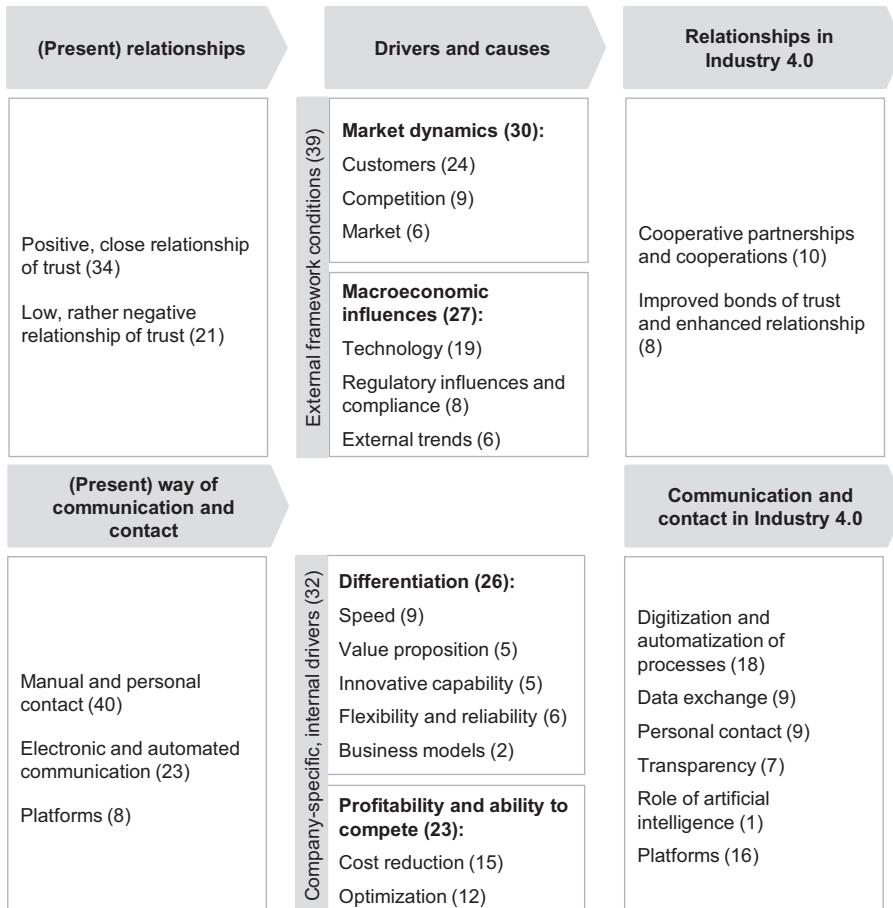 (Present) relationships
Drivers and causes
Relationships in
Industry 4.0
Positive, close relationship
of trust (34)
Low, rather negative
relationship of trust (21)
External framework conditions (39)
Market dynamics (30):
Customers (24)
Competition (9)
Market (6)
Macroeconomic
influences (27):
Technology (19)
Regulatory influences and
compliance (8)
External trends (6)
Cooperative partnerships
and cooperations (10)
Improved bonds of trust
and enhanced relationship
(8)
(Present) way of
communication and
contact
Communication and
contact in Industry 4.0
Manual and personal
contact (40)
Electronic and automated
communication (23)
Platforms (8)
Company-specific, internal drivers (32)
Differentiation (26):
Speed (9)
Value proposition (5)
Innovative capability (5)
Flexibility and reliability (6)
Business models (2)
Profitability and ability to
compete (23):
Cost reduction (15)
Optimization (12)
Digitization and
automatization of
processes (18)
Data exchange (9)
Personal contact (9)
Transparency (7)
Role of artificial
intelligence (1)
Platforms (16)